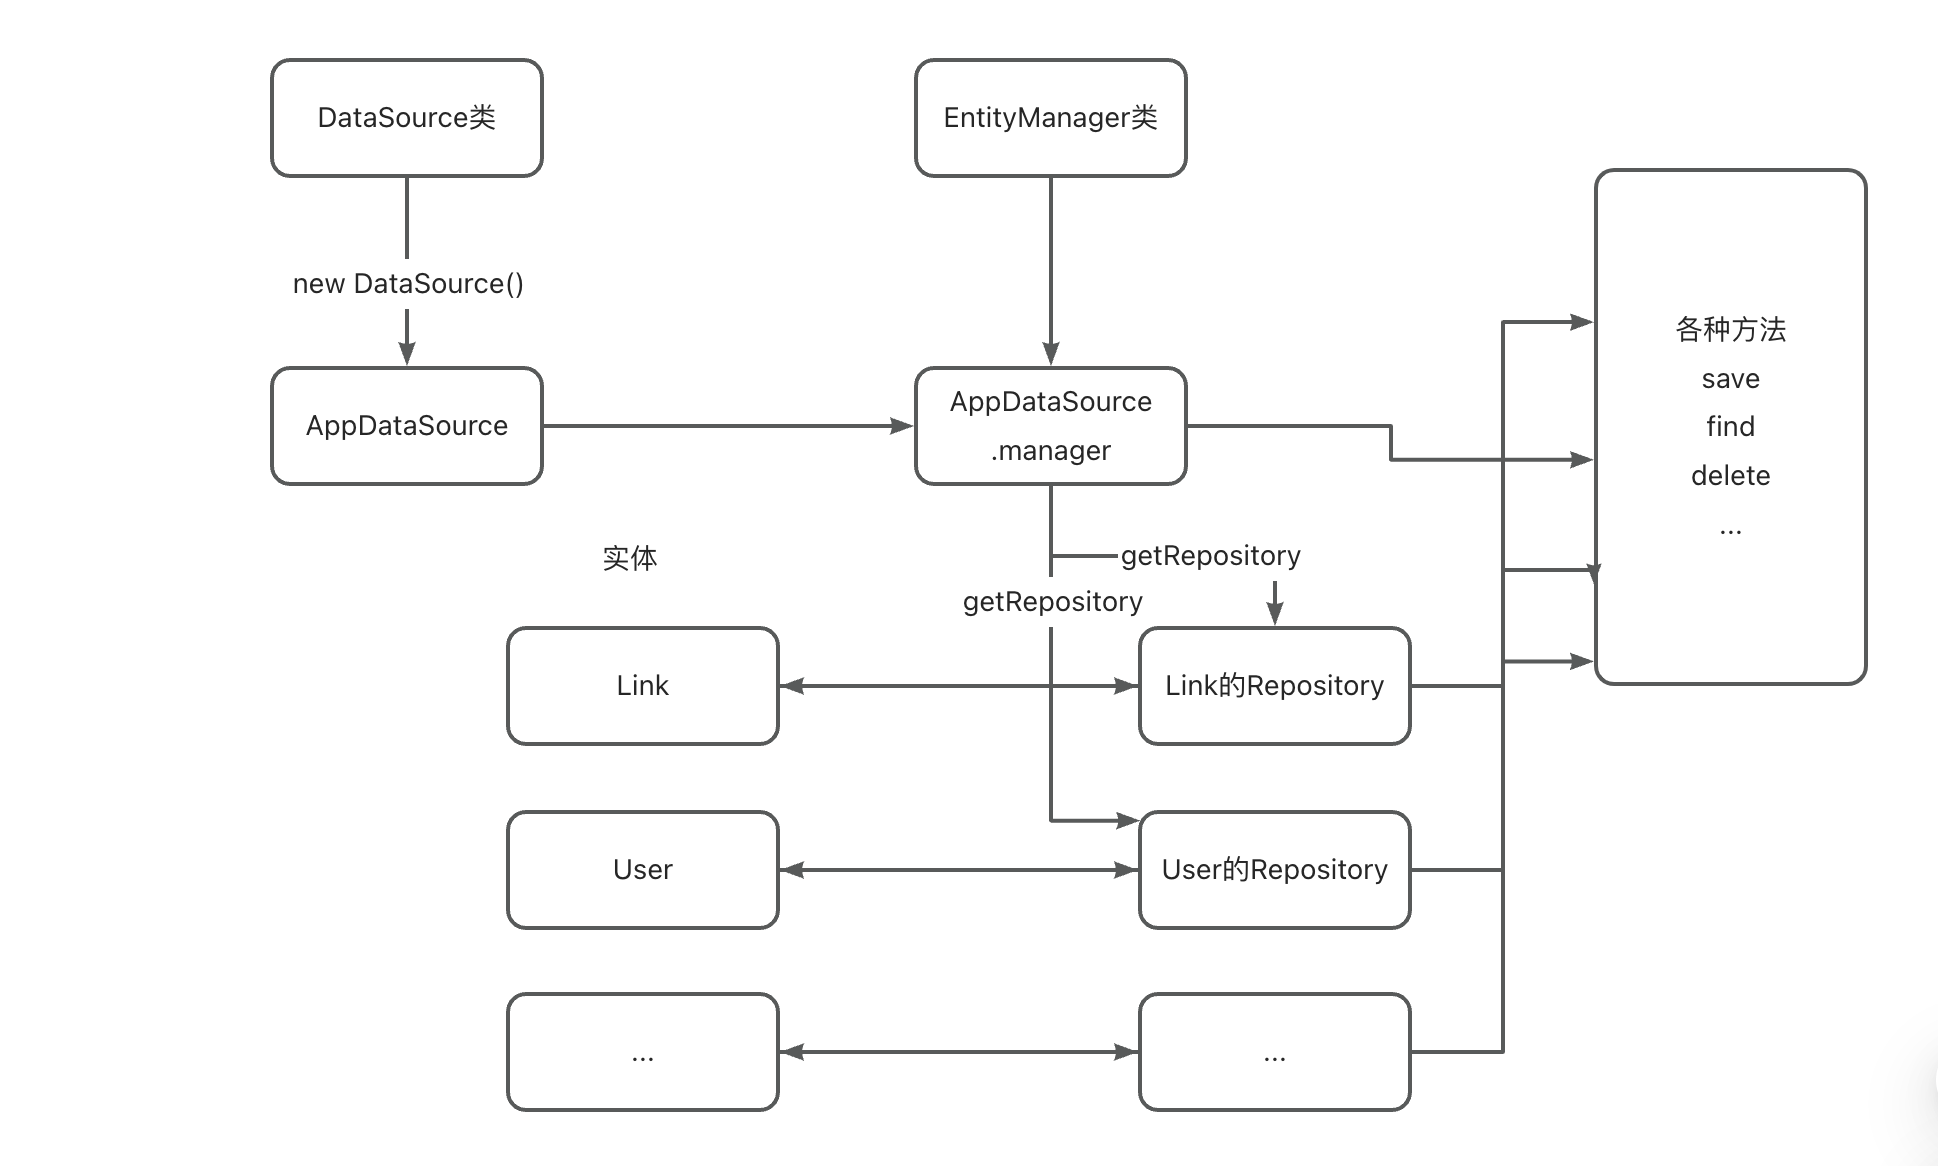 DataSource类
EntityManager类
new DataSource()
AppDataSource
AppDataSource
.manager
各种方法
save
find
delete
...
实体
getRepository
getRepository
Link
Link的Repository
User
User的Repository
...
...